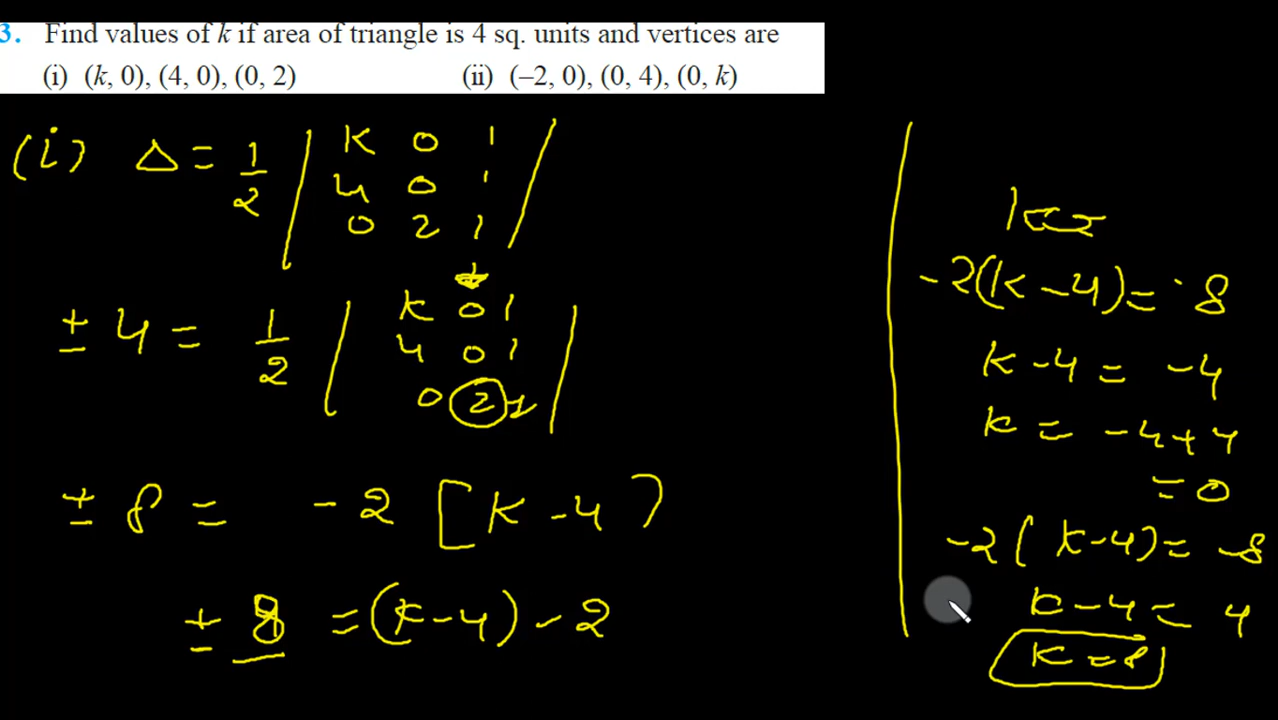 3. Find values of k if area of triangle is 4 sq. units and vertices are
(i) (k, 0), (4, 0), (0, 2) (ii) (–2, 0), (0, 4), (0, k)
(i) Δ = 1/2 | K 0 1
4 0 1
0 2 1 |
± 4 = 1/2 | k 0 1
4 0 1
0 2 1 |
± 8 = - 2 [ k - 4 )
± 8 = (k - 4) - 2
-2(k - 4) = 8
k - 4 = -4
k = -4 + 4
= 0
-2 ( k - 4) = -8
k - 4 = 4
k = 8